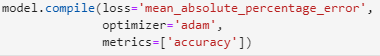 model.compile(loss='mean_absolute_percentage_error',
              optimizer='adam',
              metrics=['accuracy'])